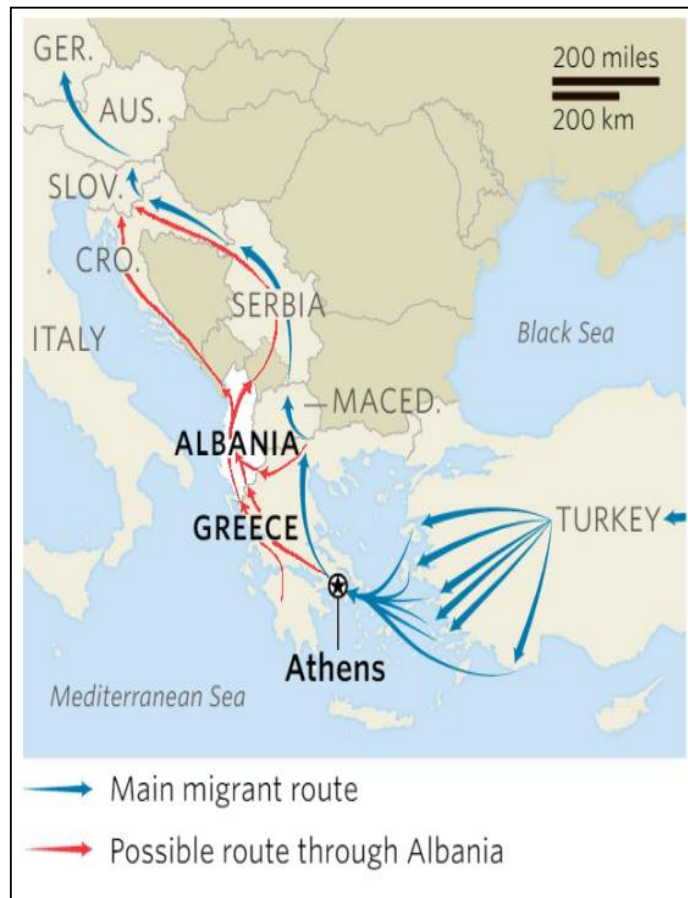 GER.
200 miles
200 km
AUS.
SLOV.
CRO.
SERBIA
ITALY
Black Sea
MACED.
ALBANIA
GREECE
TURKEY
Athens
Mediterranean Sea
Main migrant route
Possible route through Albania